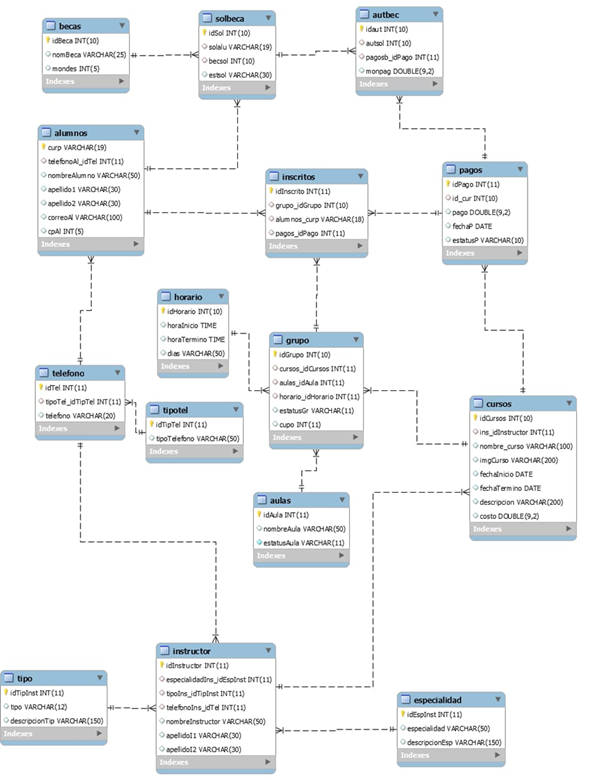 becas
idBeca INT(10)
nomBeca VARCHAR(25)
mondes INT(5)
Indexes
solbeca
idSol INT(10)
solalu VARCHAR(19)
becsol INT(10)
estsol VARCHAR(30)
Indexes
autbec
idaut INT(10)
autsol INT(10)
pagosb_idPago INT(11)
monpag DOUBLE(9,2)
Indexes
alumnos
curp VARCHAR(19)
telefonoAl_idTel INT(11)
nombreAlumno VARCHAR(50)
apellido1 VARCHAR(30)
apellido2 VARCHAR(30)
correoAl VARCHAR(100)
cpAl INT(5)
Indexes
inscritos
idInscrito INT(11)
grupo_idGrupo INT(10)
alumnos_curp VARCHAR(18)
pagos_idPago INT(11)
Indexes
pagos
idPago INT(11)
id_cur INT(10)
pago DOUBLE(9,2)
fechaP DATE
estatusP VARCHAR(10)
Indexes
horario
idHorario INT(10)
horaInicio TIME
horaTermino TIME
dias VARCHAR(50)
Indexes
grupo
idGrupo INT(10)
cursos_idCursos INT(11)
aulas_idAula INT(11)
horario_idHorario INT(11)
estatusGr VARCHAR(11)
cupo INT(11)
Indexes
telefono
idTel INT(11)
tipoTel_idTipTel INT(11)
telefono VARCHAR(20)
Indexes
tipotel
idTipTel INT(11)
tipoTelefono VARCHAR(50)
Indexes
cursos
idCursos INT(10)
ins_idInstructor INT(11)
nombre_curso VARCHAR(100)
imgCurso VARCHAR(200)
fechaInicio DATE
fechaTermino DATE
descripcion VARCHAR(200)
costo DOUBLE(9,2)
Indexes
aulas
idAula INT(11)
nombreAula VARCHAR(50)
estatusAula VARCHAR(11)
Indexes
instructor
idInstructor INT(11)
especialidadIns_idEspInst INT(11)
tipoIns_idTipInst INT(11)
telefonoIns_idTel INT(11)
nombreInstructor VARCHAR(50)
apellidoI1 VARCHAR(30)
apellidoI2 VARCHAR(30)
Indexes
tipo
idTipInst INT(11)
tipo VARCHAR(12)
descripcionTip VARCHAR(150)
Indexes
especialidad
idEspInst INT(11)
especialidad VARCHAR(50)
descripcionEsp VARCHAR(150)
Indexes